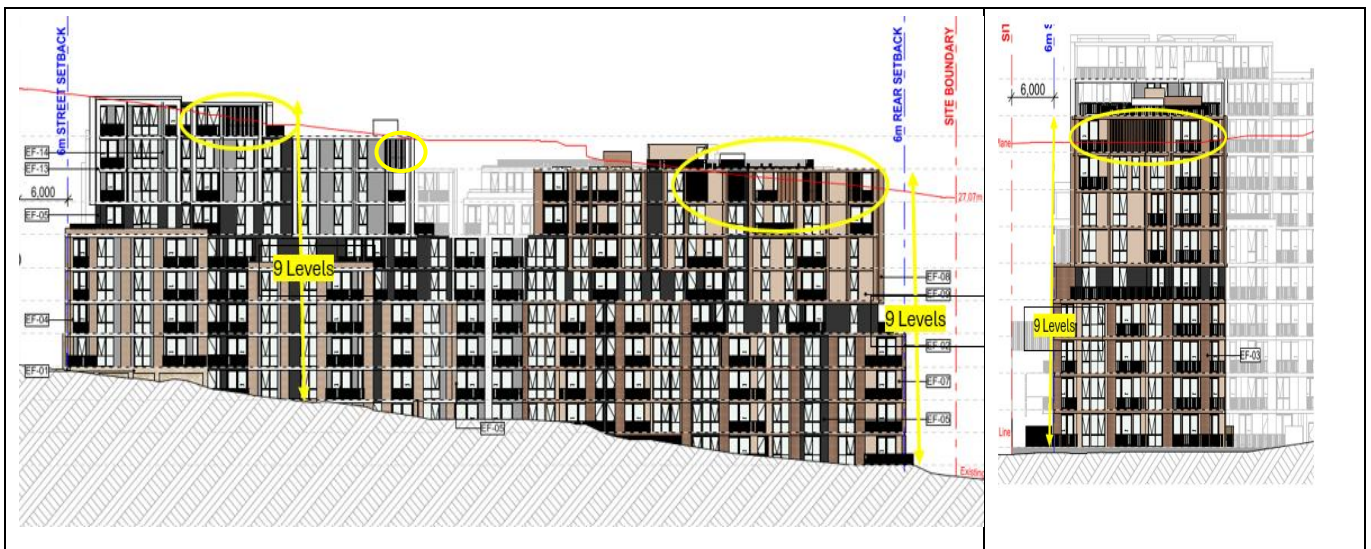 6m STREET SETBACK
EF-14
EF-13
6,000
EF-05
EF-04
EF-01
9 Levels
EF-05
6m REAR SETBACK
SITE BOUNDARY
27.07m
EF-08
EF-09
9 Levels
EF-02
EF-07
EF-05
Existing
6m S
6,000
9 Levels
EF-03
Line